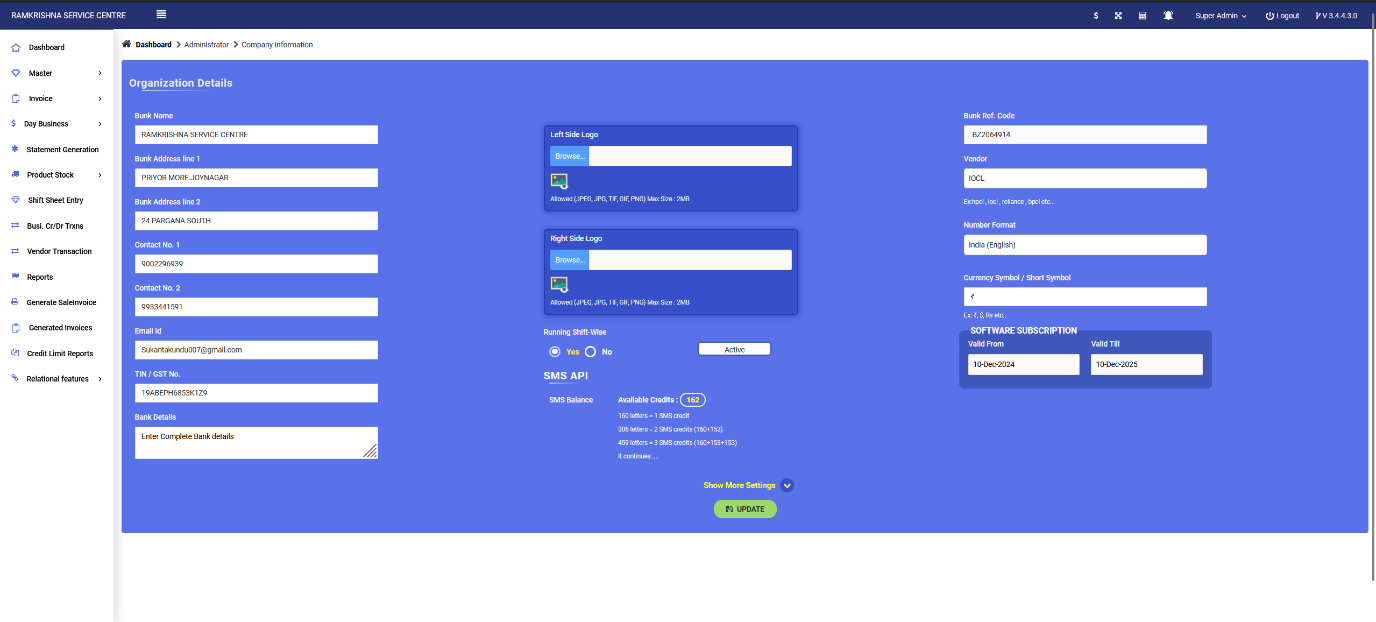 RAMKRISHNA SERVICE CENTRE
$
Super Admin
Logout
V 3.4.4.3.0
Dashboard
Master
Invoice
$ Day Business
Statement Generation
Product Stock
Shift Sheet Entry
Busi. Cr/Dr Trxns
Vendor Transaction
Reports
Generate SaleInvoice
Generated Invoices
Credit Limit Reports
Relational features
Dashboard > Administrator > Company Information
Organization Details
Bunk Name
RAMKRISHNA SERVICE CENTRE
Bunk Address line 1
PRIYOR MORE.JOYNAGAR
Bunk Address line 2
24 PARGANA SOUTH
Contact No. 1
9002296939
Contact No. 2
9933441591
Email Id
Sukantakundu007@gmail.com
TIN / GST No.
19ABEPH6853K1Z9
Bank Details
Enter Complete Bank details
Left Side Logo
Browse...
Allowed (JPEG, JPG, TIF, GIF, PNG) Max Size : 2MB
Right Side Logo
Browse...
Allowed (JPEG, JPG, TIF, GIF, PNG) Max Size : 2MB
Running Shift-Wise
Yes No
Active
SMS API
SMS Balance
Available Credits : 162
160 letters = 1 SMS credit
306 letters = 2 SMS credits (160+153)
459 letters = 3 SMS credits (160+153+153)
It continues....
Show More Settings
UPDATE
Bunk Ref. Code
BZ2064914
Vendor
IOCL
Ex:hpcl , iocl , reliance , bpcl etc..
Number Format
India (English)
Currency Symbol / Short Symbol
₹
Ex: ₹, $, Rs etc..
SOFTWARE SUBSCRIPTION
Valid From
10-Dec-2024
Valid Till
10-Dec-2025